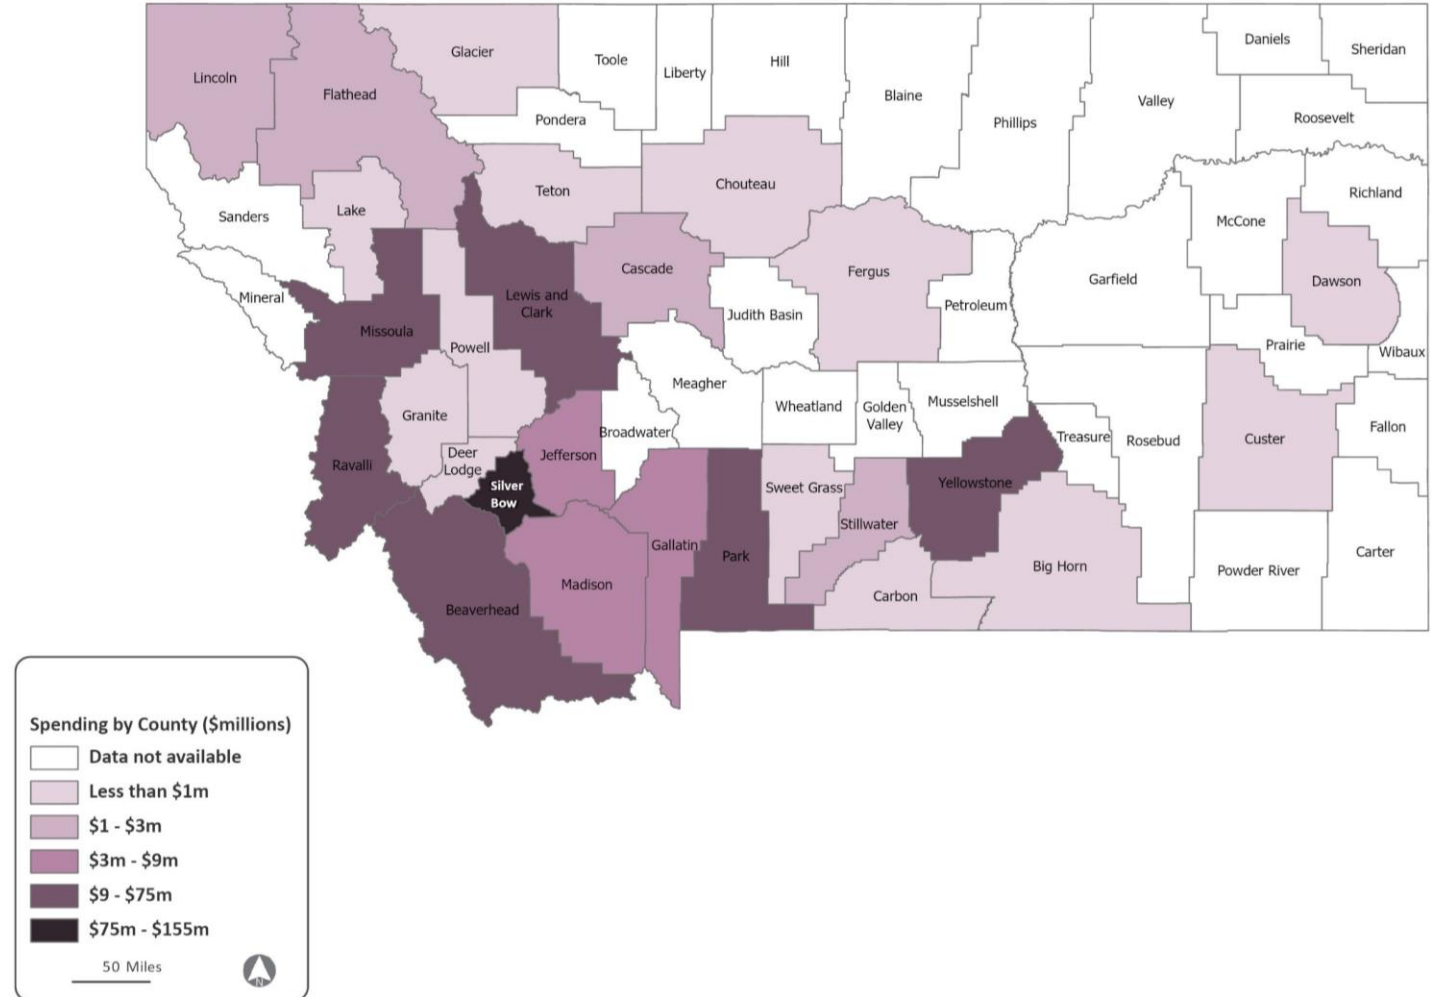 Glacier
Toole
Liberty
Hill
Daniels
Sheridan
Lincoln
Flathead
Blaine
Phillips
Valley
Pondera
Roosevelt
Teton
Chouteau
Richland
Sanders
Lake
McCone
Cascade
Fergus
Garfield
Dawson
Mineral
Lewis and
Clark
Petroleum
Judith Basin
Missoula
Powell
Prairie
Wibaux
Meagher
Granite
Wheatland
Golden
Valley
Musselshell
Broadwater
Treasure
Rosebud
Custer
Fallon
Ravalli
Deer
Lodge
Jefferson
Silver
Bow
Sweet Grass
Yellowstone
Stillwater
Gallatin
Park
Carter
Madison
Big Horn
Powder River
Carbon
Beaverhead
Spending by County ($millions)
Data not available
Less than $1m
$1 - $3m
$3m - $9m
$9 - $75m
$75m - $155m
50 Miles
N